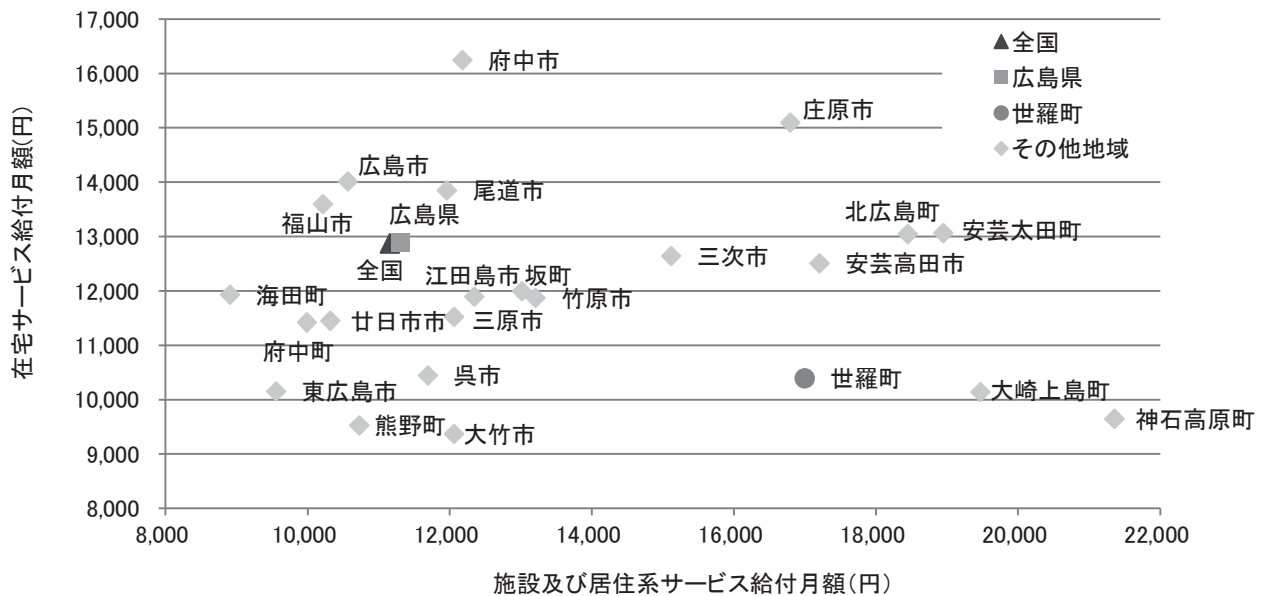 在宅サービス給付月額(円)
17,000
16,000
15,000
14,000
13,000
12,000
11,000
10,000
9,000
8,000
全国
広島県
世羅町
その他地域
府中市
庄原市
広島市
尾道市
福山市
広島県
全国
北広島町
安芸太田町
三次市
安芸高田市
江田島市
坂町
竹原市
海田町
廿日市市
三原市
府中町
呉市
世羅町
東広島市
大崎上島町
熊野町
大竹市
神石高原町
8,000 10,000 12,000 14,000 16,000 18,000 20,000 22,000
施設及び居住系サービス給付月額(円)